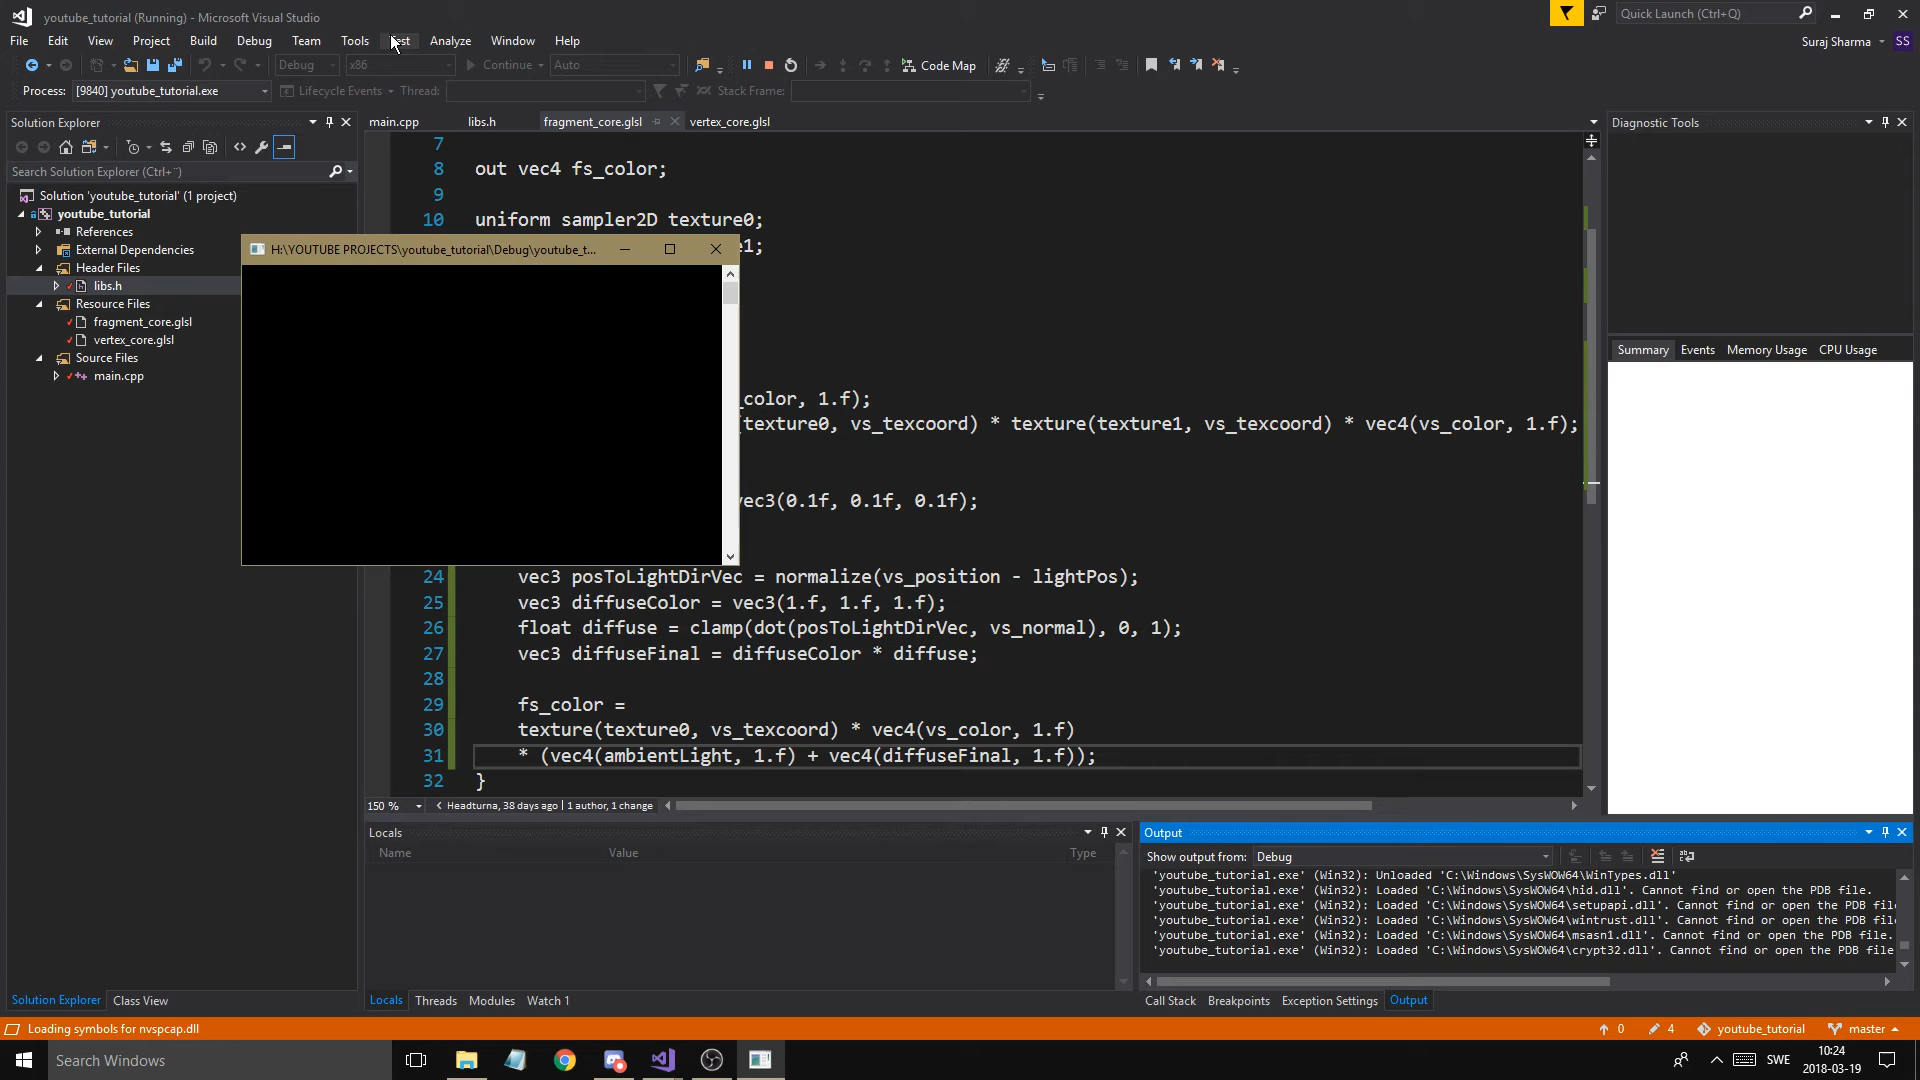 youtube_tutorial (Running) - Microsoft Visual Studio
Quick Launch (Ctrl+Q)
File Edit View Project Build Debug Team Tools Analyze Window Help
Suraj Sharma SS
Debug x86 Continue Auto Code Map
Process: [9840] youtube_tutorial.exe Lifecycle Events Thread: Stack Frame:
Solution Explorer
main.cpp libs.h fragment_core.glsl vertex_core.glsl
Diagnostic Tools
Search Solution Explorer (Ctrl+¨)
Solution 'youtube_tutorial' (1 project)
youtube_tutorial
References
External Dependencies
Header Files
libs.h
Resource Files
fragment_core.glsl
vertex_core.glsl
Source Files
main.cpp
H:\YOUTUBE PROJECTS\youtube_tutorial\Debug\youtube_t...
7
8 out vec4 fs_color;
9
10 uniform sampler2D texture0;
e1;
_color, 1.f);
(texture0, vs_texcoord) * texture(texture1, vs_texcoord) * vec4(vs_color, 1.f);
vec3(0.1f, 0.1f, 0.1f);
24 vec3 posToLightDirVec = normalize(vs_position - lightPos);
25 vec3 diffuseColor = vec3(1.f, 1.f, 1.f);
26 float diffuse = clamp(dot(posToLightDirVec, vs_normal), 0, 1);
27 vec3 diffuseFinal = diffuseColor * diffuse;
28
29 fs_color =
30 texture(texture0, vs_texcoord) * vec4(vs_color, 1.f)
31 * (vec4(ambientLight, 1.f) + vec4(diffuseFinal, 1.f));
32 }
150 % Headturna, 38 days ago | 1 author, 1 change
Summary Events Memory Usage CPU Usage
Locals
Name Value Type
Output
Show output from: Debug
'youtube_tutorial.exe' (Win32): Unloaded 'C:\Windows\SysWOW64\WinTypes.dll'
'youtube_tutorial.exe' (Win32): Loaded 'C:\Windows\SysWOW64\hid.dll'. Cannot find or open the PDB file.
'youtube_tutorial.exe' (Win32): Loaded 'C:\Windows\SysWOW64\setupapi.dll'. Cannot find or open the PDB fil
'youtube_tutorial.exe' (Win32): Loaded 'C:\Windows\SysWOW64\wintrust.dll'. Cannot find or open the PDB fil
'youtube_tutorial.exe' (Win32): Loaded 'C:\Windows\SysWOW64\msasn1.dll'. Cannot find or open the PDB file.
'youtube_tutorial.exe' (Win32): Loaded 'C:\Windows\SysWOW64\crypt32.dll'. Cannot find or open the PDB file
Solution Explorer Class View
Locals Threads Modules Watch 1
Call Stack Breakpoints Exception Settings Output
Loading symbols for nvspcap.dll
0 4 youtube_tutorial master
Search Windows
SWE
10:24
2018-03-19